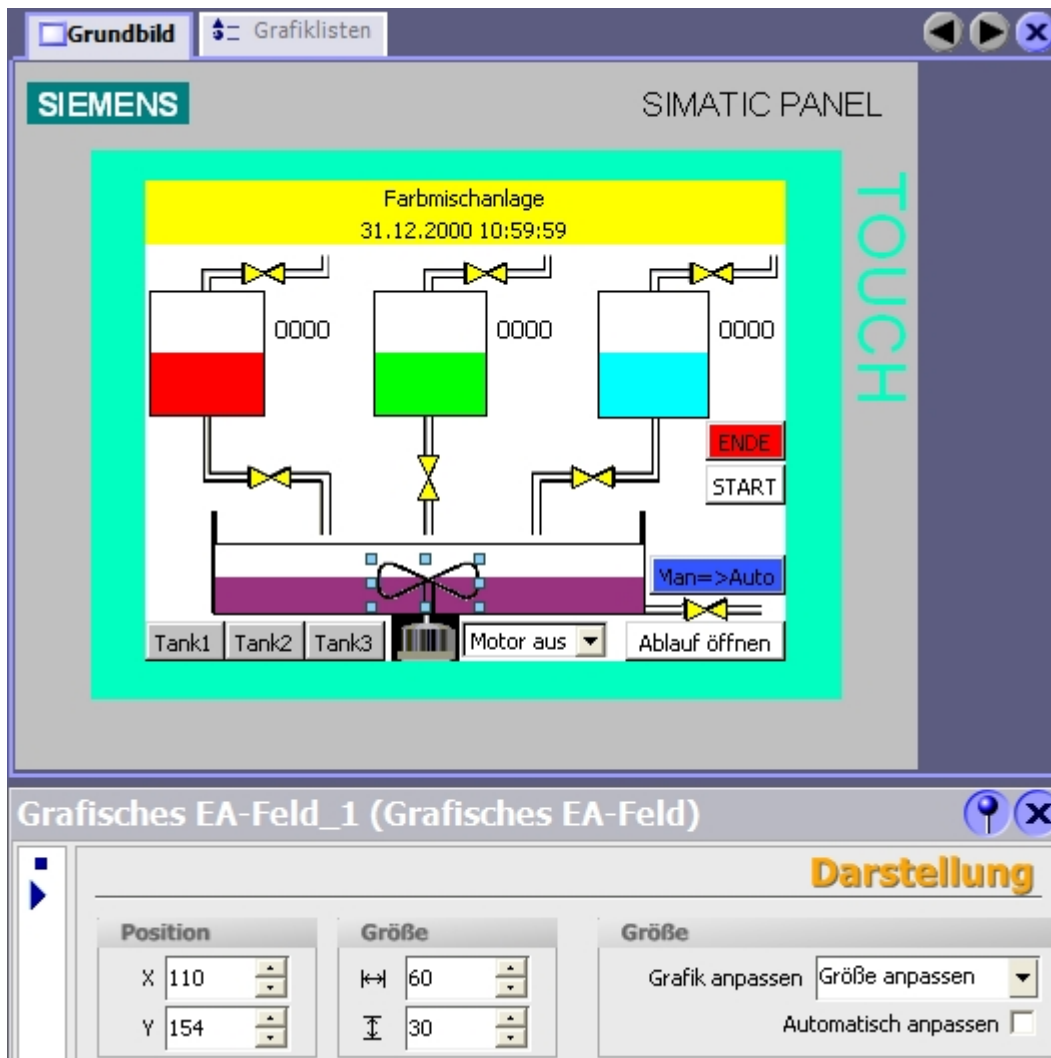 Grundbild
Grafiklisten
SIEMENS
SIMATIC PANEL
TOUCH
Farbmischanlage
31.12.2000 10:59:59
0000
0000
0000
ENDE
START
Man=>Auto
Tank1
Tank2
Tank3
Motor aus
Ablauf öffnen
Grafisches EA-Feld_1 (Grafisches EA-Feld)
Darstellung
Position
Größe
Größe
X 110
60
Grafik anpassen Größe anpassen
Y 154
30
Automatisch anpassen